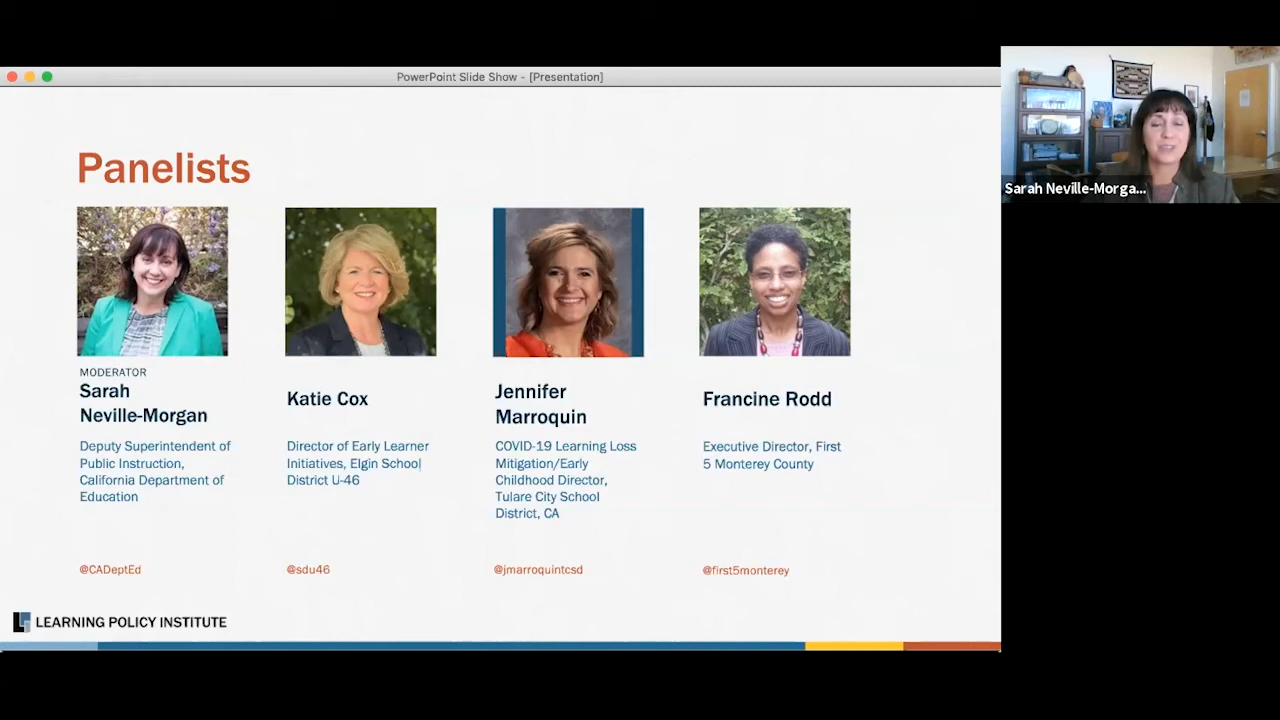 PowerPoint Slide Show - [Presentation]
Panelists
MODERATOR
Sarah
Neville-Morgan
Deputy Superintendent of
Public Instruction,
California Department of
Education
@CADeptEd
Katie Cox
Director of Early Learner
Initiatives, Elgin School
District U-46
@sdu46
Jennifer
Marroquin
COVID-19 Learning Loss
Mitigation/Early
Childhood Director,
Tulare City School
District, CA
@jmarroquintcsd
Francine Rodd
Executive Director, First
5 Monterey County
@first5monterey
LEARNING POLICY INSTITUTE
Sarah Neville-Morga...